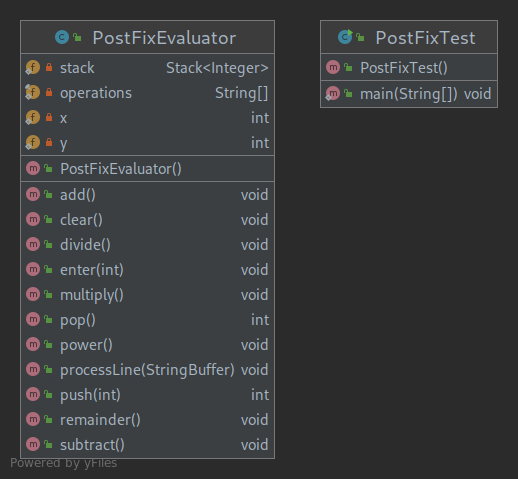 PostFixEvaluator
stack Stack<Integer>
operations String[]
x int
y int
PostFixEvaluator()
add() void
clear() void
divide() void
enter(int) void
multiply() void
pop() int
power() void
processLine(StringBuffer) void
push(int) int
remainder() void
subtract() void
PostFixTest
PostFixTest()
main(String[]) void
Powered by yFiles